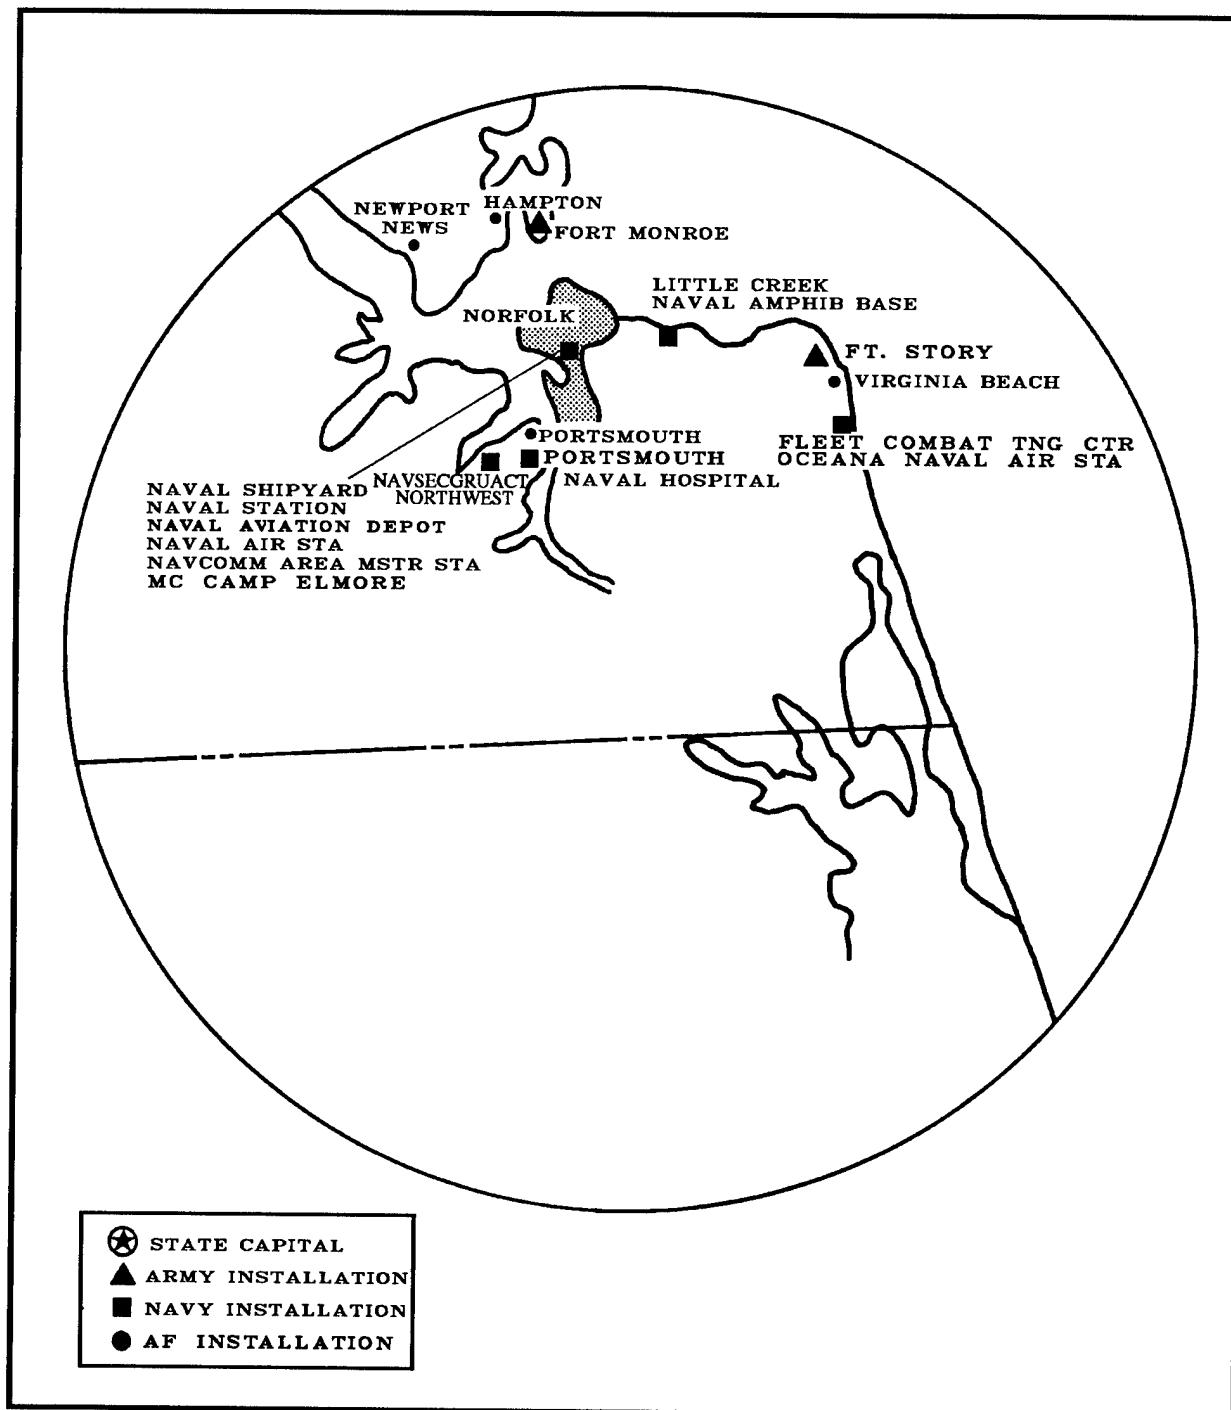 HAMPTON
NEWPORT
NEWS
FORT MONROE
LITTLE CREEK
NAVAL AMPHIB BASE
NORFOLK
FT. STORY
VIRGINIA BEACH
PORTSMOUTH
FLEET COMBAT TNG CTR
OCEANA NAVAL AIR STA
PORTSMOUTH
NAVAL HOSPITAL
NAVSECGRUACT
NORTHWEST
NAVAL SHIPYARD
NAVAL STATION
NAVAL AVIATION DEPOT
NAVAL AIR STA
NAVCOMM AREA MSTR STA
MC CAMP ELMORE
STATE CAPITAL
ARMY INSTALLATION
NAVY INSTALLATION
AF INSTALLATION